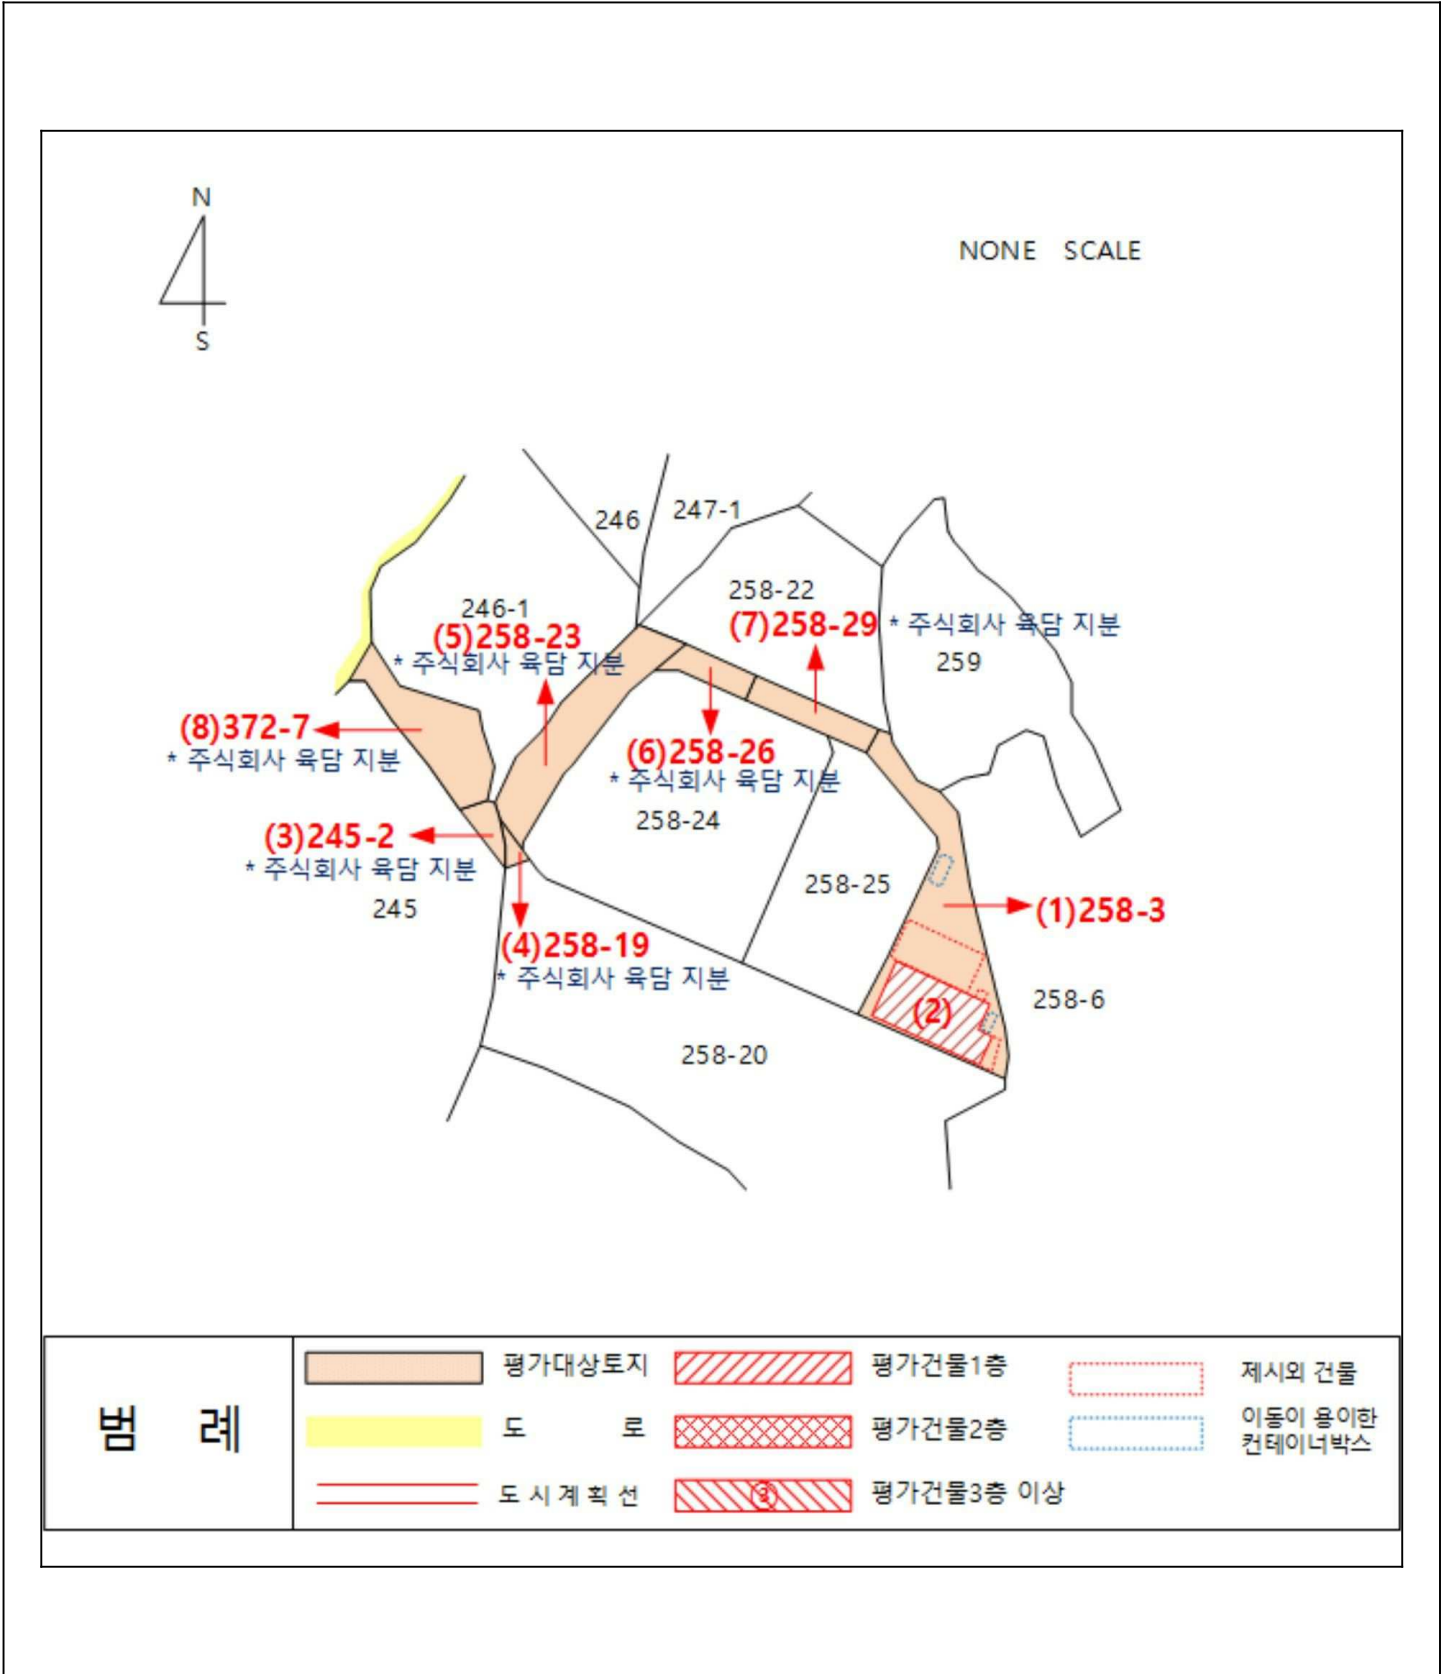 N
NONE SCALE
S
246
247-1
258-22
246-1
(5)258-23
* 주식회사 육담 지분
(7)258-29
* 주식회사 육담 지분
259
(8)372-7
* 주식회사 육담 지분
(6)258-26
* 주식회사 육담 지분
258-24
(3)245-2
* 주식회사 육담 지분
245
258-25
(1)258-3
(4)258-19
* 주식회사 육담 지분
258-6
(2)
258-20
범 례
평가대상토지
평가건물1층
제시외 건물
도 로
평가건물2층
이동이 용이한
컨테이너박스
도시계획선
③
평가건물3층 이상